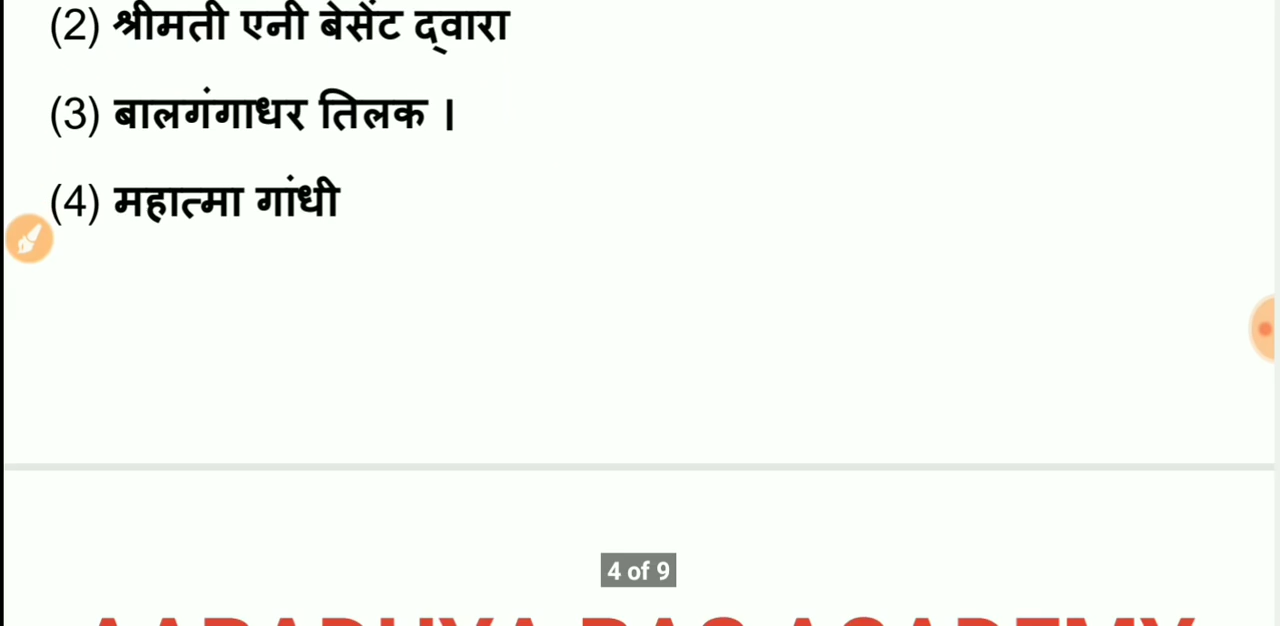 (2) श्रीमती एनी बेसेंट द्वारा
(3) बालगंगाधर तिलक ।
(4) महात्मा गांधी
4 of 9